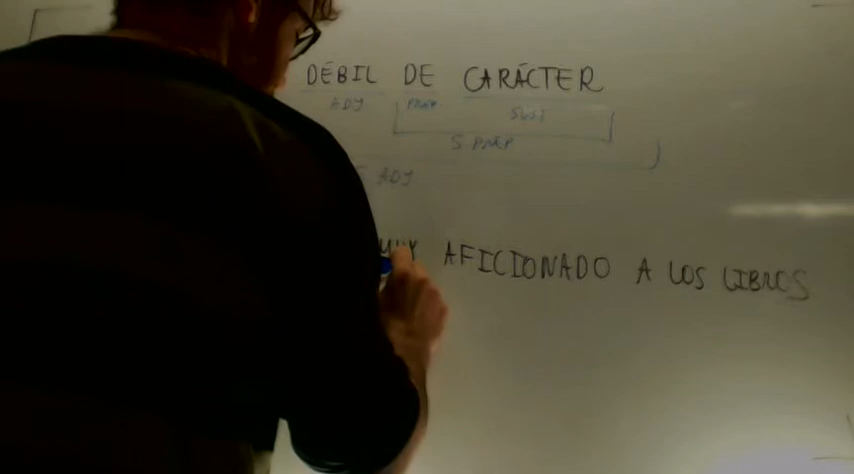 DÉBIL DE CARÁCTER
ADJ PREP SUST
S PREP
ADJ
MUY AFICIONADO A LOS LIBROS